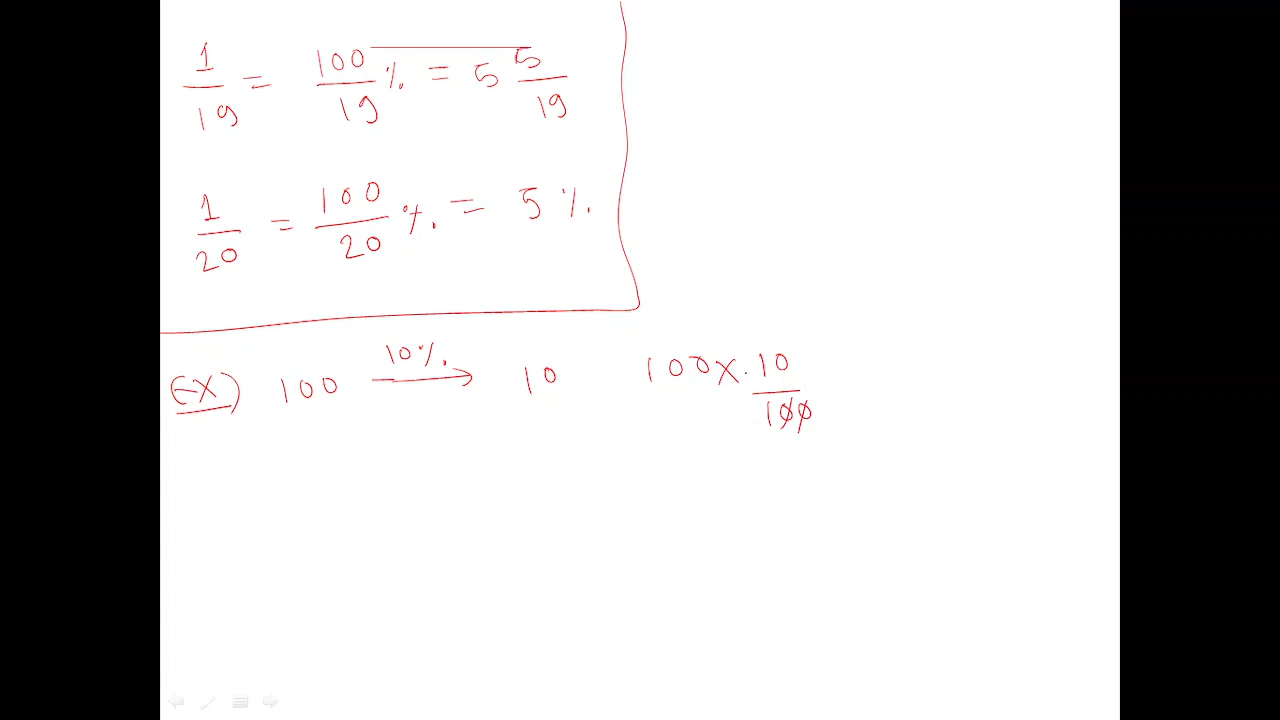 1/19 = 100/19 % = 5 5/19
1/20 = 100/20 % = 5 %.
Ex) 100 10%. → 10 100 x . 10/100